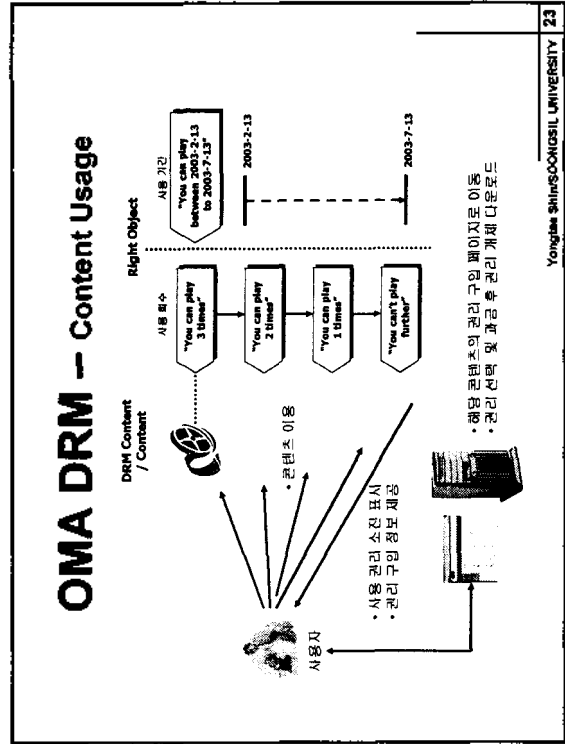 OMA DRM – Content Usage
DRM Content
/ Content
Right Object
사용 회수
사용 기간
"You can play
3 times"
"You can play
2 times"
"You can play
1 times"
"You can't play
further"
"You can play
between 2003-2-13
to 2003-7-13"
2003-2-13
2003-7-13
• 콘텐츠 이용
사용자
• 사용 권리 소진 표시
• 권리 구입 정보 제공
• 해당 콘텐츠의 권리 구입 페이지로 이동
• 권리 선택 및 과금 후 권리 개체 다운로드
Yongtae Shin/SOONGSIL UNIVERSITY
23